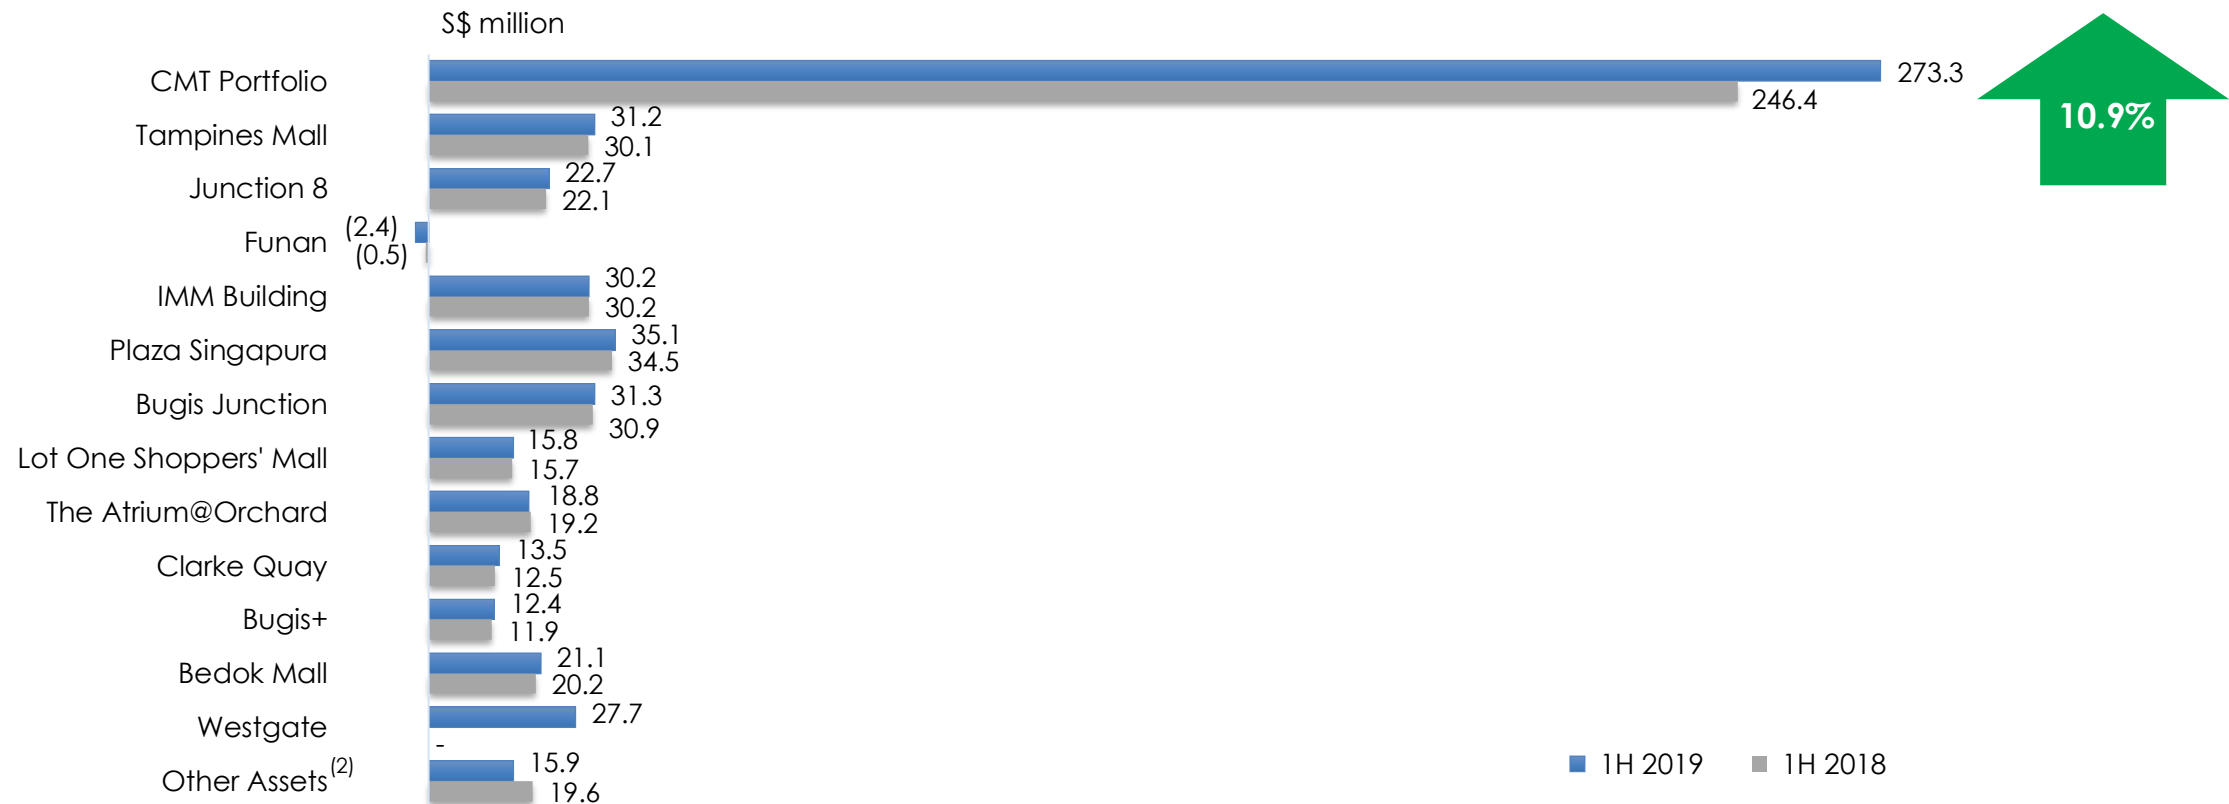 S$ million
CMT Portfolio
273.3
246.4
10.9%
Tampines Mall
31.2
30.1
Junction 8
22.7
22.1
Funan
(2.4)
(0.5)
IMM Building
30.2
30.2
Plaza Singapura
35.1
34.5
Bugis Junction
31.3
30.9
Lot One Shoppers' Mall
15.8
15.7
The Atrium@Orchard
18.8
19.2
Clarke Quay
13.5
12.5
Bugis+
12.4
11.9
Bedok Mall
21.1
20.2
Westgate
27.7
-
Other Assets(2)
15.9
19.6
1H 2019
1H 2018